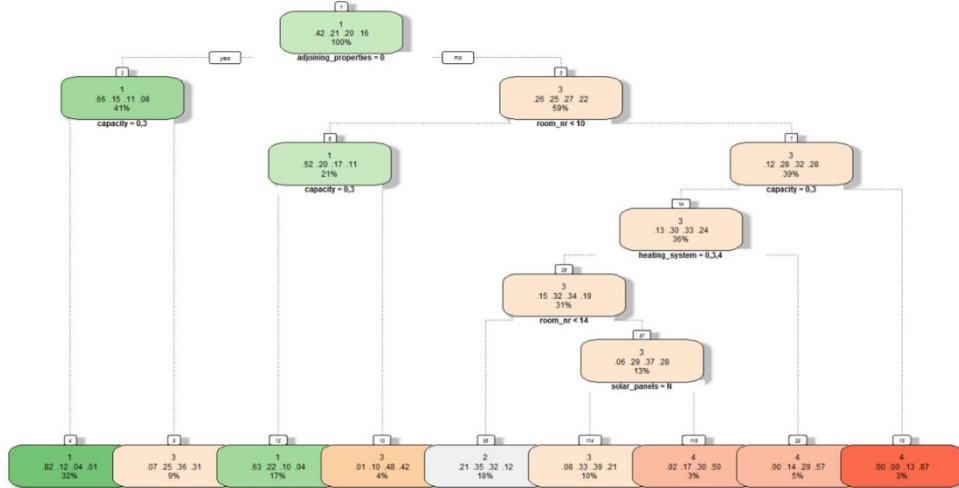 1
1
.42 .21 .20 .16
100%
adjoining_properties = 0
yes
no
2
1
.66 .15 .11 .08
41%
capacity = 0,3
3
3
.26 .25 .27 .22
59%
room_nr < 10
6
1
.52 .20 .17 .11
21%
capacity = 0,3
7
3
.12 .28 .32 .28
39%
capacity = 0,3
14
3
.13 .30 .33 .24
36%
heating_system = 0,3,4
28
3
.15 .32 .34 .19
31%
room_nr < 14
57
3
.06 .29 .37 .28
13%
solar_panels = N
4
1
.82 .12 .04 .01
32%
5
3
.07 .25 .36 .31
9%
12
1
.63 .22 .10 .04
17%
13
3
.01 .10 .48 .42
4%
56
2
.21 .35 .32 .12
18%
114
3
.08 .33 .39 .21
10%
115
4
.02 .17 .30 .50
3%
29
4
.00 .14 .29 .57
5%
15
4
.00 .00 .13 .87
3%